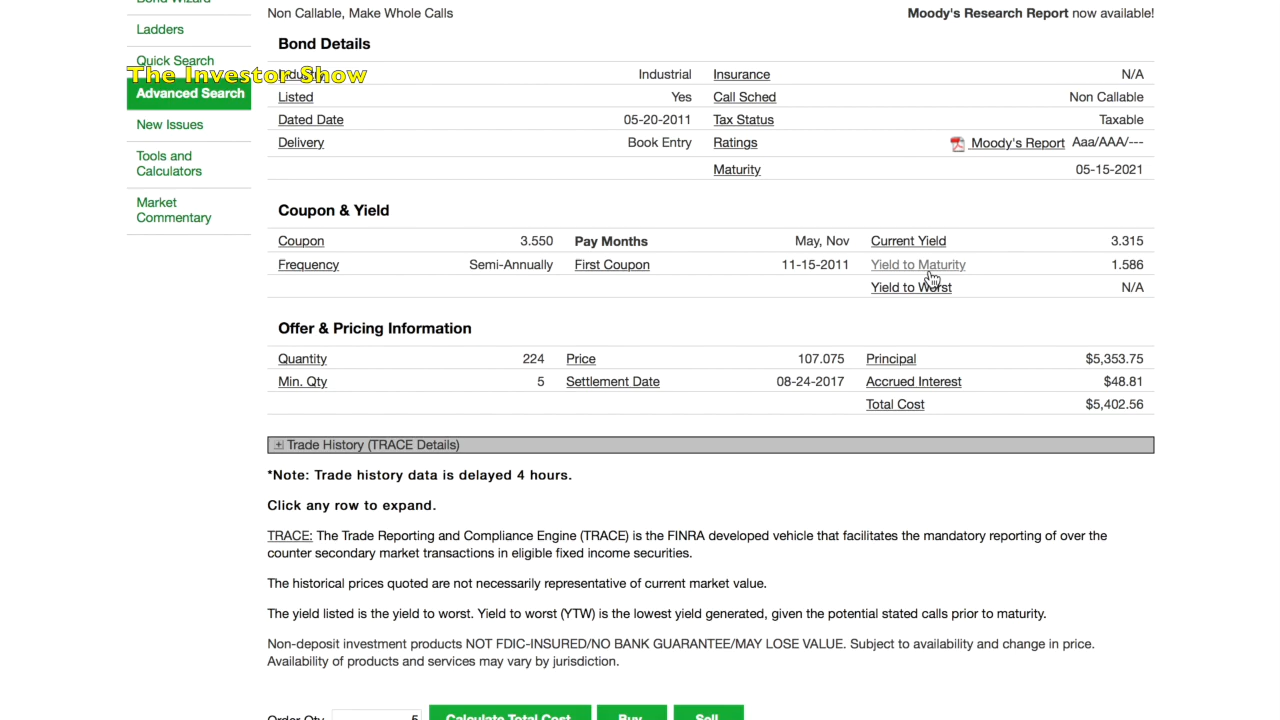 Bond Wizard
Non Callable, Make Whole Calls
Moody's Research Report now available!
Ladders
Bond Details
Quick Search
The Investor Show
Industry Industrial Insurance N/A
Advanced Search
Listed Yes Call Sched Non Callable
New Issues
Dated Date 05-20-2011 Tax Status Taxable
Delivery Book Entry Ratings Moody's Report Aaa/AAA/---
Tools and
Calculators
Maturity 05-15-2021
Market
Commentary
Coupon & Yield
Coupon 3.550 Pay Months May, Nov Current Yield 3.315
Frequency Semi-Annually First Coupon 11-15-2011 Yield to Maturity 1.586
Yield to Worst N/A
Offer & Pricing Information
Quantity 224 Price 107.075 Principal $5,353.75
Min. Qty 5 Settlement Date 08-24-2017 Accrued Interest $48.81
Total Cost $5,402.56
Trade History (TRACE Details)
*Note: Trade history data is delayed 4 hours.
Click any row to expand.
TRACE: The Trade Reporting and Compliance Engine (TRACE) is the FINRA developed vehicle that facilitates the mandatory reporting of over the
counter secondary market transactions in eligible fixed income securities.
The historical prices quoted are not necessarily representative of current market value.
The yield listed is the yield to worst. Yield to worst (YTW) is the lowest yield generated, given the potential stated calls prior to maturity.
Non-deposit investment products NOT FDIC-INSURED/NO BANK GUARANTEE/MAY LOSE VALUE. Subject to availability and change in price.
Availability of products and services may vary by jurisdiction.
Order Qty 5 Calculate Total Cost Buy Sell